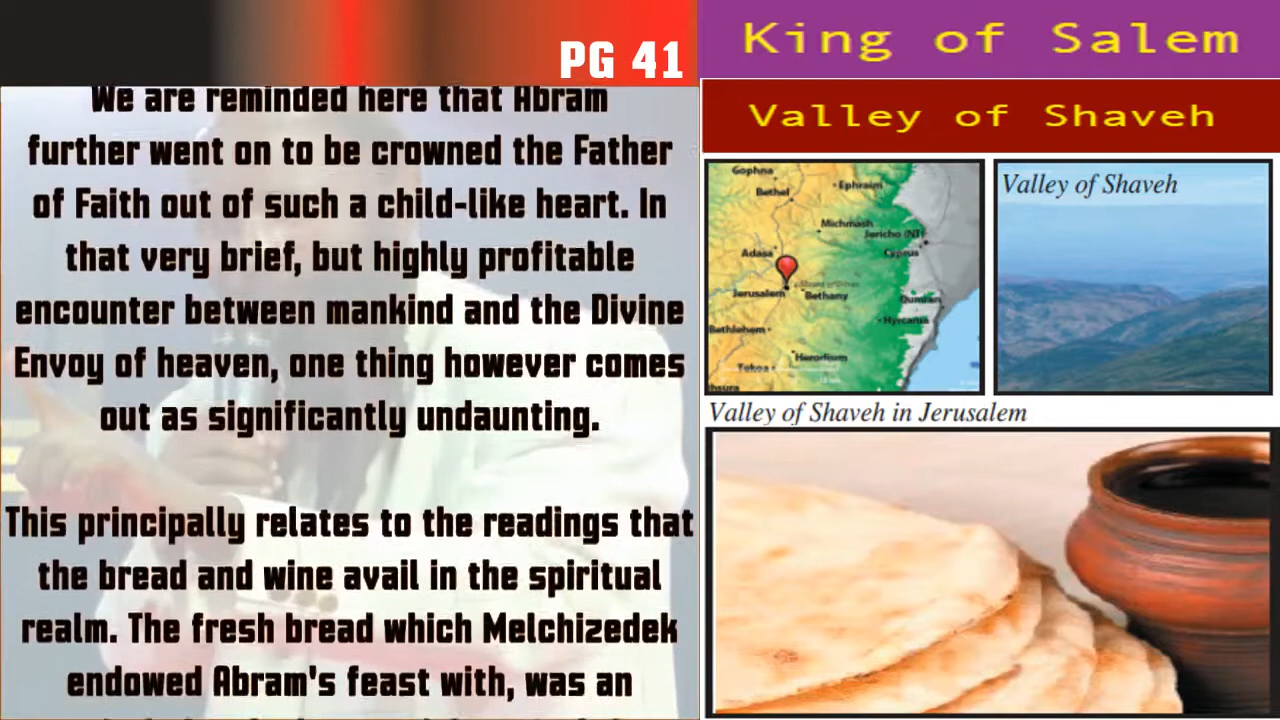 PG 41
We are reminded here that Abram
further went on to be crowned the Father
of Faith out of such a child-like heart. In
that very brief, but highly profitable
encounter between mankind and the Divine
Envoy of heaven, one thing however comes
out as significantly undaunting.
This principally relates to the readings that
the bread and wine avail in the spiritual
realm. The fresh bread which Melchizedek
endowed Abram's feast with, was an
King of Salem
Valley of Shaveh
Gophna
Bethel
Ephraim
Michmash
Jericho (NT)
Adasa
Cyprus
Jerusalem
Bethany
Qumran
Hyrcania
Bethlehem
Herodium
Tekoa
Valley of Shaveh
Valley of Shaveh in Jerusalem